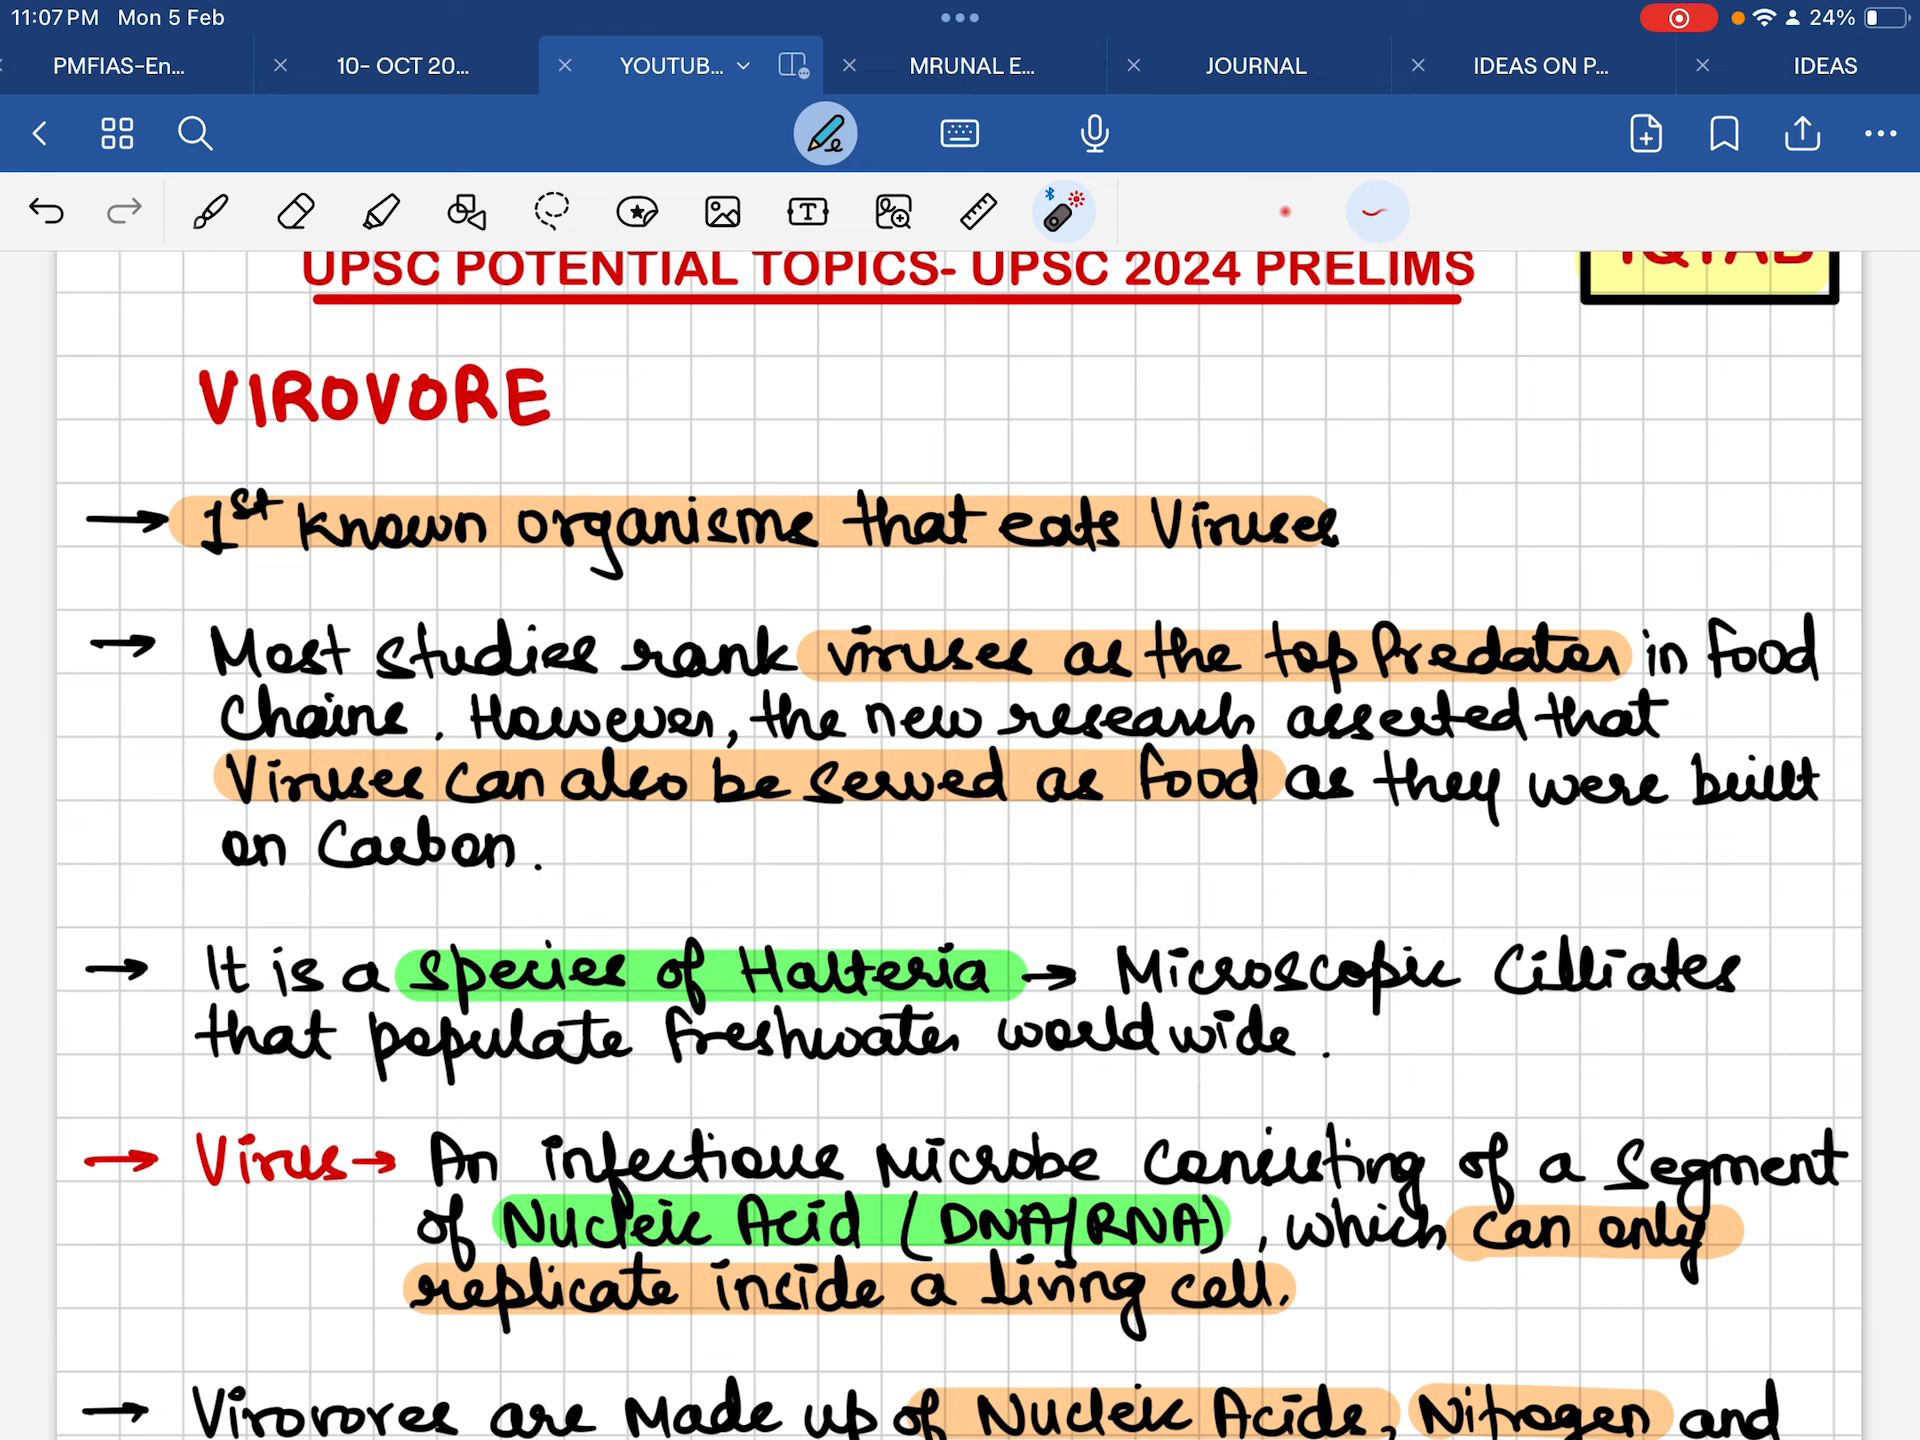 11:07 PM Mon 5 Feb 24%
PMFIAS-En... 10- OCT 20... YOUTUB... MRUNAL E... JOURNAL IDEAS ON P... IDEAS
UPSC POTENTIAL TOPICS- UPSC 2024 PRELIMS
VIROVORE
→ 1st known organisms that eats Viruses
→ Most studies rank viruses as the top Predator in food
Chains. However, the new research asserted that
Viruses can also be served as food as they were built
on Carbon.
→ It is a species of Halteria → Microscopic Cilliates
that populate freshwater worldwide.
→ Virus → An infectious Microbe consisting of a segment
of Nucleic Acid (DNA/RNA), which can only
replicate inside a living cell.
→ Virovores are Made up of Nucleic Acids, Nitrogen and